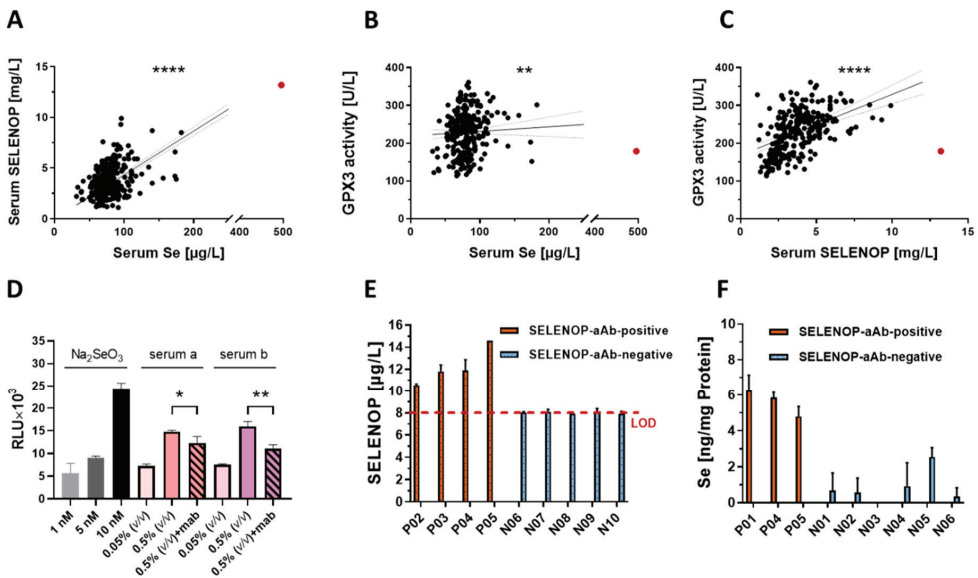 A
B
C
Serum SELENOP [mg/L]
15
10
5
0
****
0
100
200
400
500
Serum Se [µg/L]
GPX3 activity [U/L]
400
300
200
100
0
**
0
100
200
400
500
Serum Se [µg/L]
GPX3 activity [U/L]
400
300
200
100
0
****
0
5
10
15
Serum SELENOP [mg/L]
D
E
F
RLU×10³
35
30
25
20
15
10
5
0
Na₂SeO₃
serum a
serum b
*
**
1 nM
5 nM
10 nM
0.05% (v/v)
0.5% (v/v)
0.5% (v/v)+mab
0.05% (v/v)
0.5% (v/v)
0.5% (v/v)+mab
SELENOP [µg/L]
16
14
12
10
8
6
4
2
0
SELENOP-aAb-positive
SELENOP-aAb-negative
LOD
P02
P03
P04
P05
N06
N07
N08
N09
N10
Se [ng/mg Protein]
10
8
6
4
2
0
SELENOP-aAb-positive
SELENOP-aAb-negative
P01
P04
P05
N01
N02
N03
N04
N05
N06